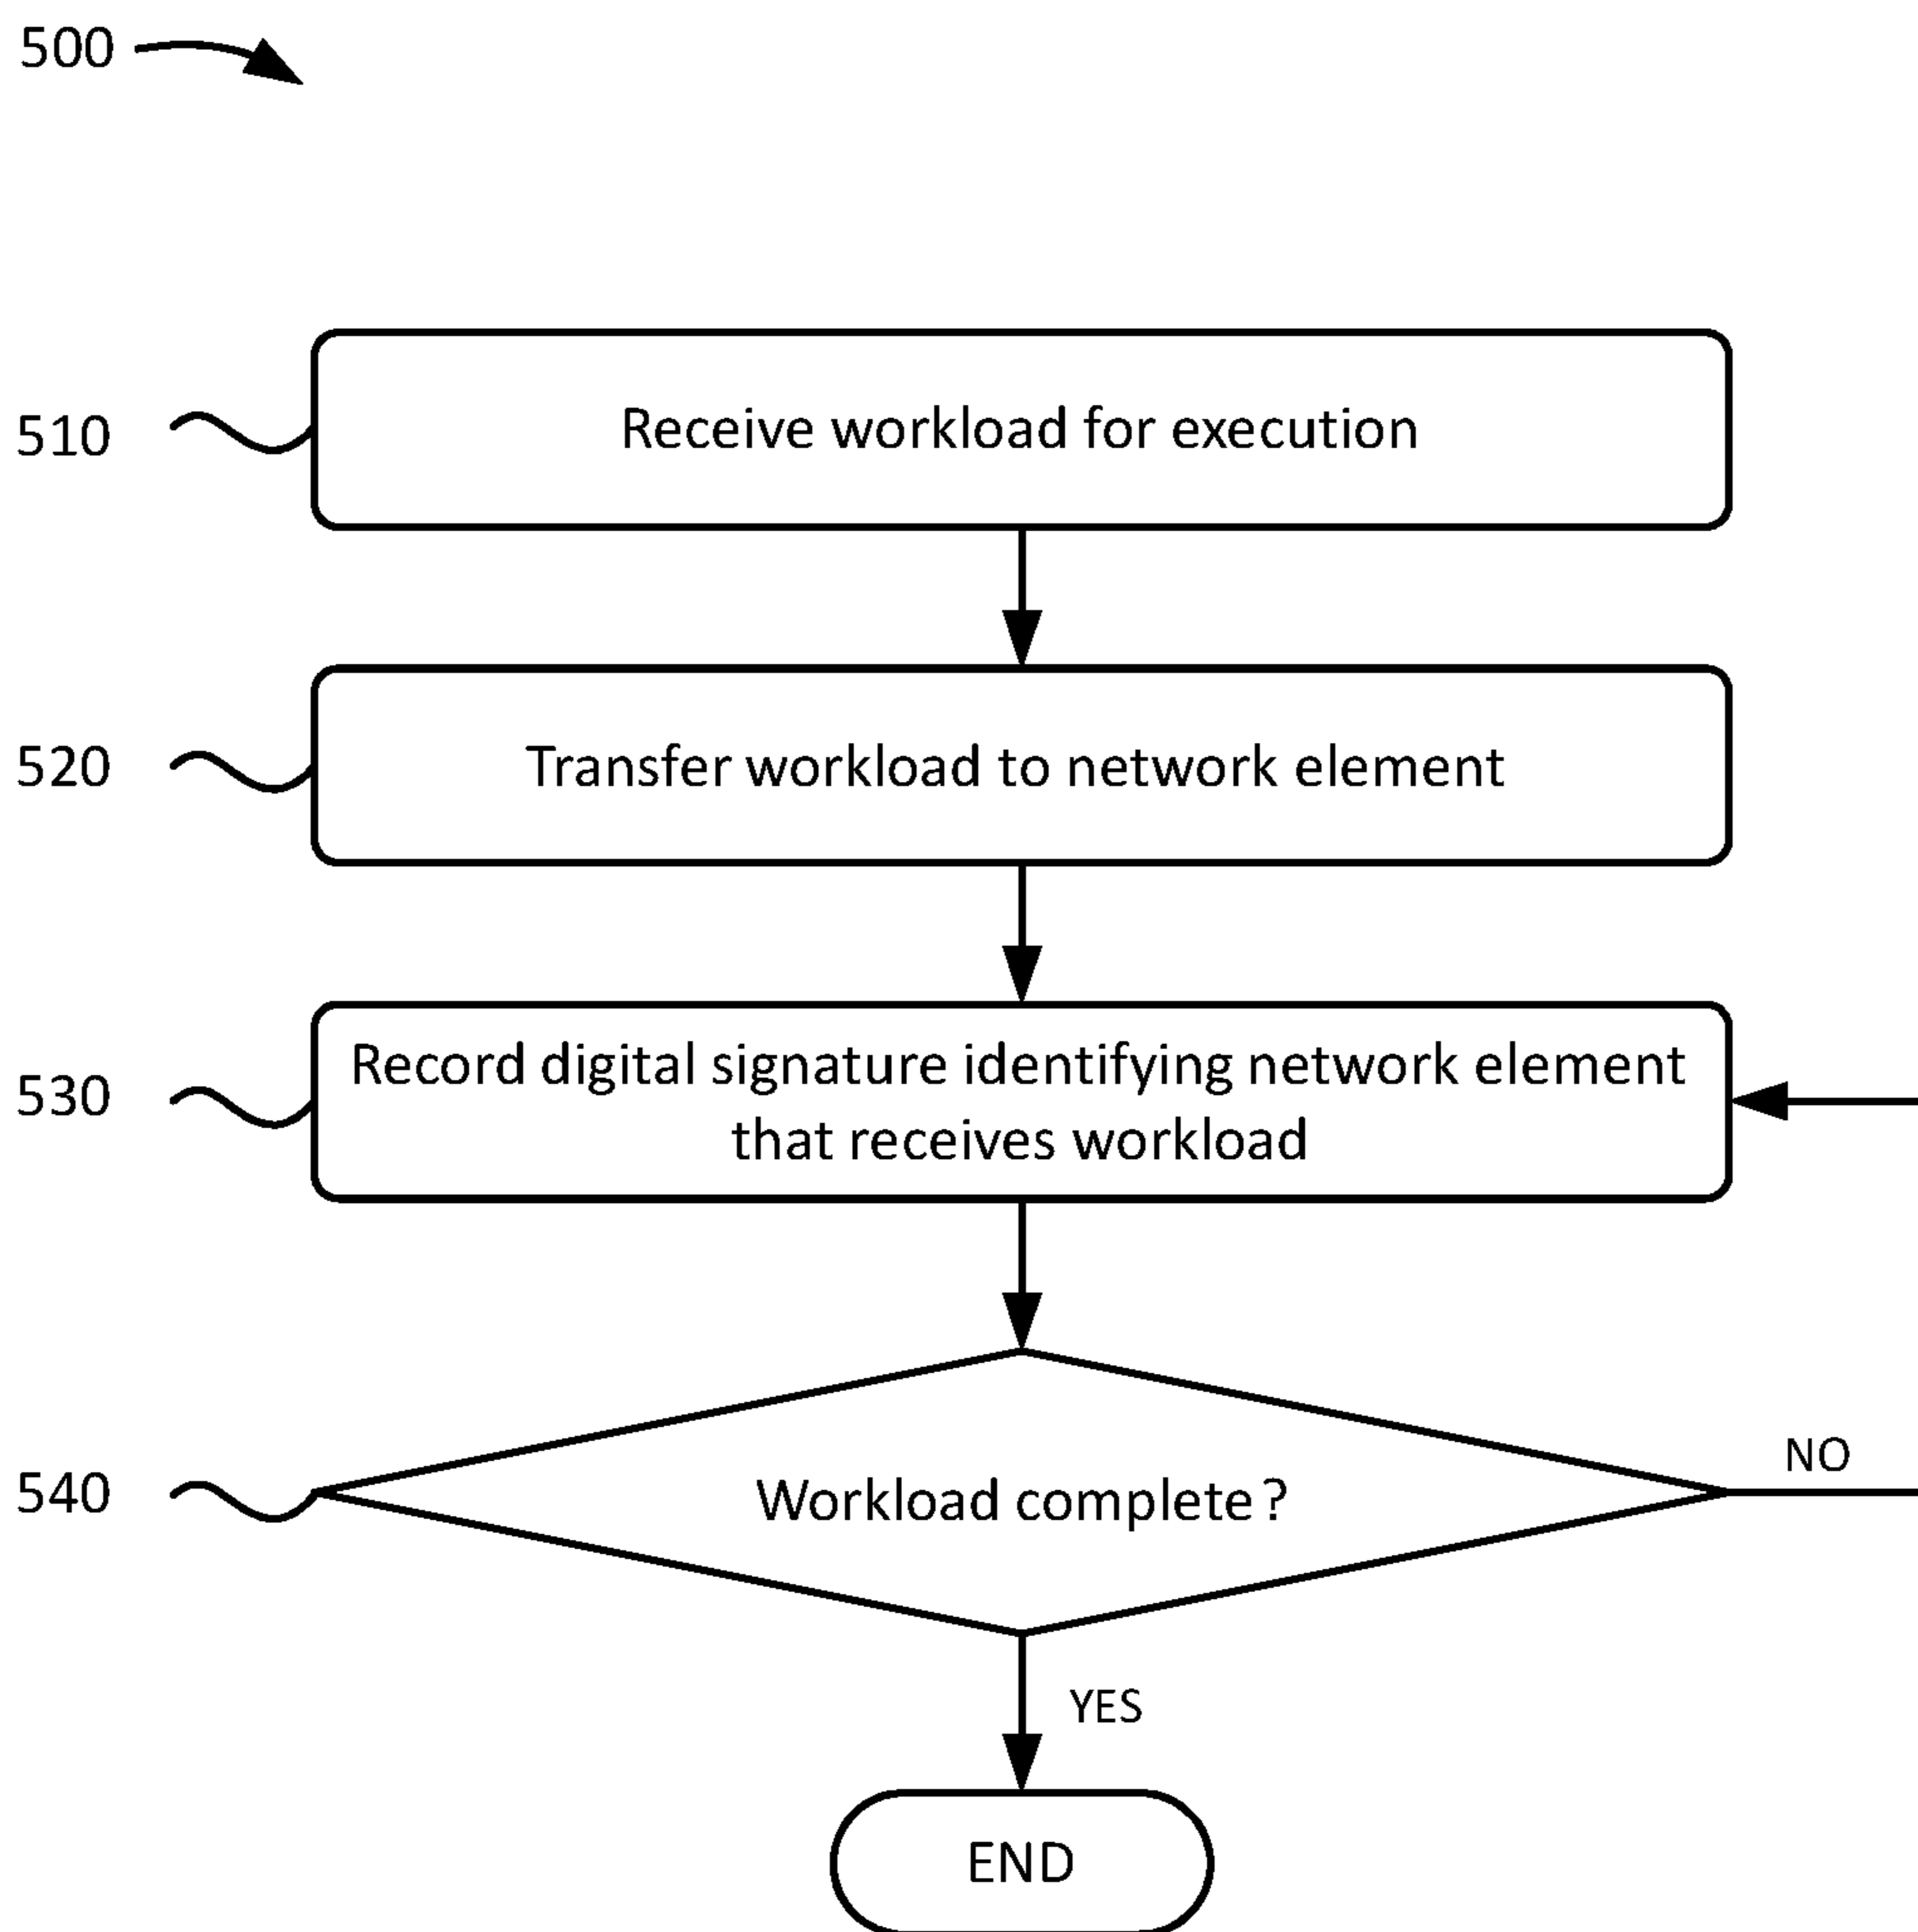 500
510
Receive workload for execution
520
Transfer workload to network element
530
Record digital signature identifying network element
that receives workload
540
Workload complete?
NO
YES
END